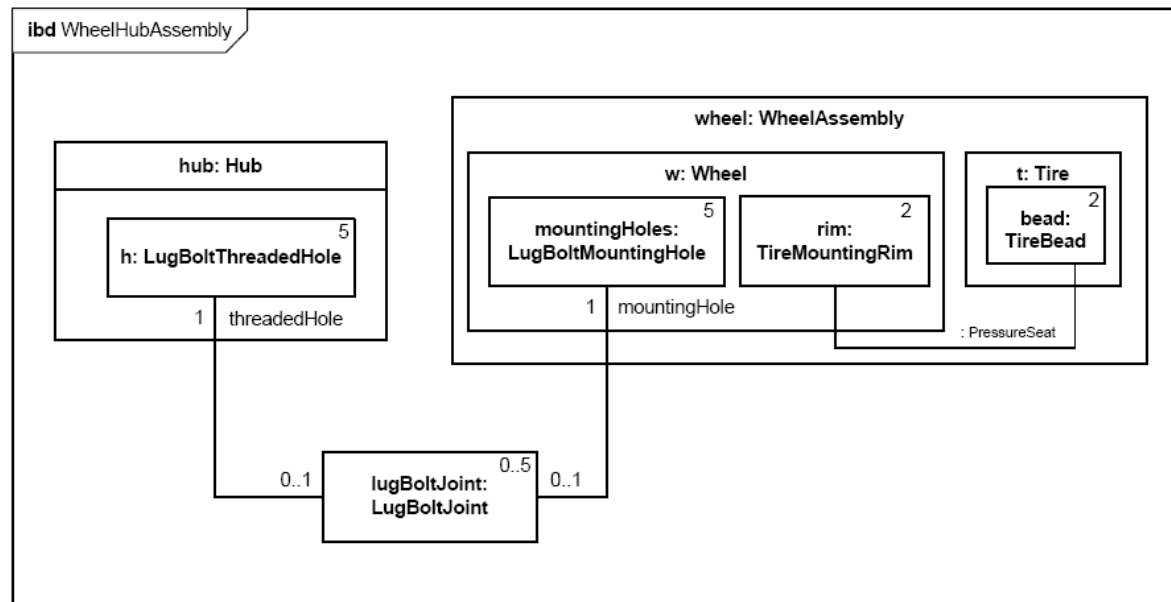 ibd WheelHubAssembly
wheel: WheelAssembly
hub: Hub
w: Wheel
t: Tire
5
h: LugBoltThreadedHole
5
mountingHoles:
LugBoltMountingHole
2
rim:
TireMountingRim
2
bead:
TireBead
1 threadedHole
1 mountingHole
: PressureSeat
0..1
0..5
lugBoltJoint:
LugBoltJoint
0..1